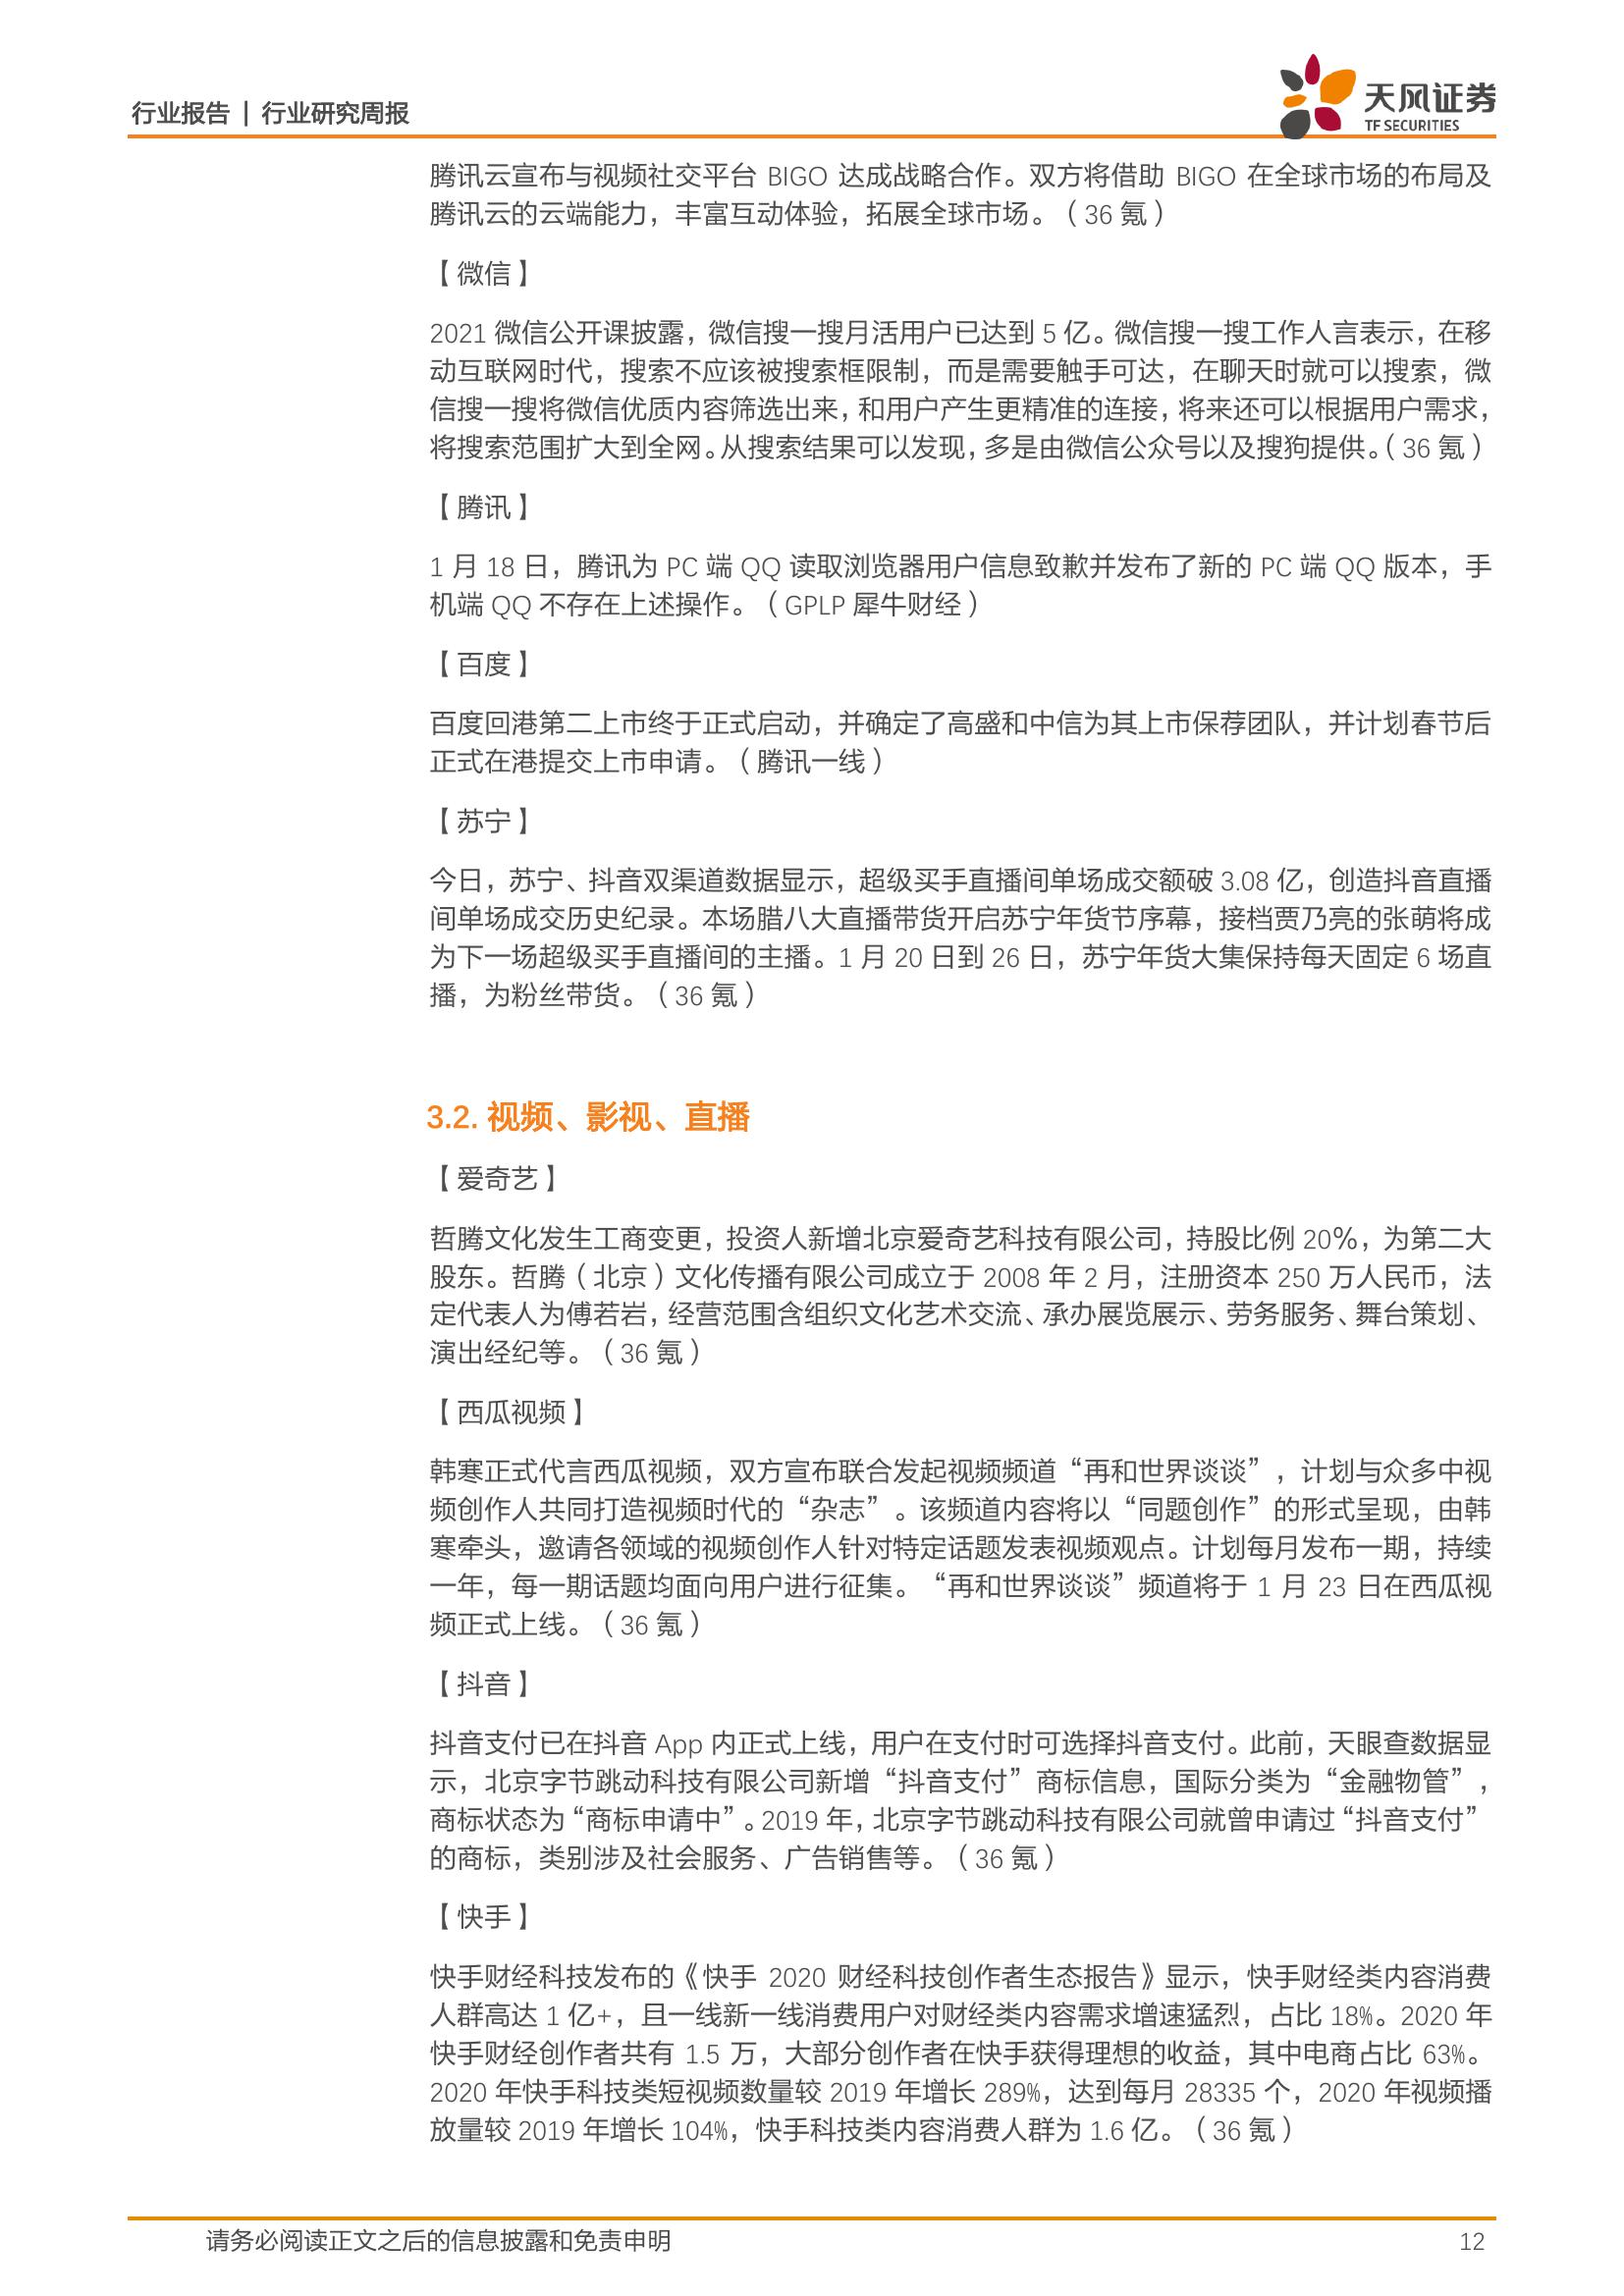 行业报告 | 行业研究周报
天风证券
TF SECURITIES
腾讯云宣布与视频社交平台 BIGO 达成战略合作。双方将借助 BIGO 在全球市场的布局及
腾讯云的云端能力，丰富互动体验，拓展全球市场。（36 氪）
【微信】
2021 微信公开课披露，微信搜一搜月活用户已达到 5 亿。微信搜一搜工作人言表示，在移
动互联网时代，搜索不应该被搜索框限制，而是需要触手可达，在聊天时就可以搜索，微
信搜一搜将微信优质内容筛选出来，和用户产生更精准的连接，将来还可以根据用户需求，
将搜索范围扩大到全网。从搜索结果可以发现，多是由微信公众号以及搜狗提供。（36 氪）
【腾讯】
1 月 18 日，腾讯为 PC 端 QQ 读取浏览器用户信息致歉并发布了新的 PC 端 QQ 版本，手
机端 QQ 不存在上述操作。（GPLP 犀牛财经）
【百度】
百度回港第二上市终于正式启动，并确定了高盛和中信为其上市保荐团队，并计划春节后
正式在港提交上市申请。（腾讯一线）
【苏宁】
今日，苏宁、抖音双渠道数据显示，超级买手直播间单场成交额破 3.08 亿，创造抖音直播
间单场成交历史纪录。本场腊八大直播带货开启苏宁年货节序幕，接档贾乃亮的张萌将成
为下一场超级买手直播间的主播。1 月 20 日到 26 日，苏宁年货大集保持每天固定 6 场直
播，为粉丝带货。（36 氪）
3.2. 视频、影视、直播
【爱奇艺】
哲腾文化发生工商变更，投资人新增北京爱奇艺科技有限公司，持股比例 20%，为第二大
股东。哲腾（北京）文化传播有限公司成立于 2008 年 2 月，注册资本 250 万人民币，法
定代表人为傅若岩，经营范围含组织文化艺术交流、承办展览展示、劳务服务、舞台策划、
演出经纪等。（36 氪）
【西瓜视频】
韩寒正式代言西瓜视频，双方宣布联合发起视频频道“再和世界谈谈”，计划与众多中视
频创作人共同打造视频时代的“杂志”。该频道内容将以“同题创作”的形式呈现，由韩
寒牵头，邀请各领域的视频创作人针对特定话题发表视频观点。计划每月发布一期，持续
一年，每一期话题均面向用户进行征集。“再和世界谈谈”频道将于 1 月 23 日在西瓜视
频正式上线。（36 氪）
【抖音】
抖音支付已在抖音 App 内正式上线，用户在支付时可选择抖音支付。此前，天眼查数据显
示，北京字节跳动科技有限公司新增“抖音支付”商标信息，国际分类为“金融物管”，
商标状态为“商标申请中”。2019 年，北京字节跳动科技有限公司就曾申请过“抖音支付”
的商标，类别涉及社会服务、广告销售等。（36 氪）
【快手】
快手财经科技发布的《快手 2020 财经科技创作者生态报告》显示，快手财经类内容消费
人群高达 1 亿+，且一线新一线消费用户对财经类内容需求增速猛烈，占比 18%。2020 年
快手财经创作者共有 1.5 万，大部分创作者在快手获得理想的收益，其中电商占比 63%。
2020 年快手科技类短视频数量较 2019 年增长 289%，达到每月 28335 个，2020 年视频播
放量较 2019 年增长 104%，快手科技类内容消费人群为 1.6 亿。（36 氪）
请务必阅读正文之后的信息披露和免责申明
12